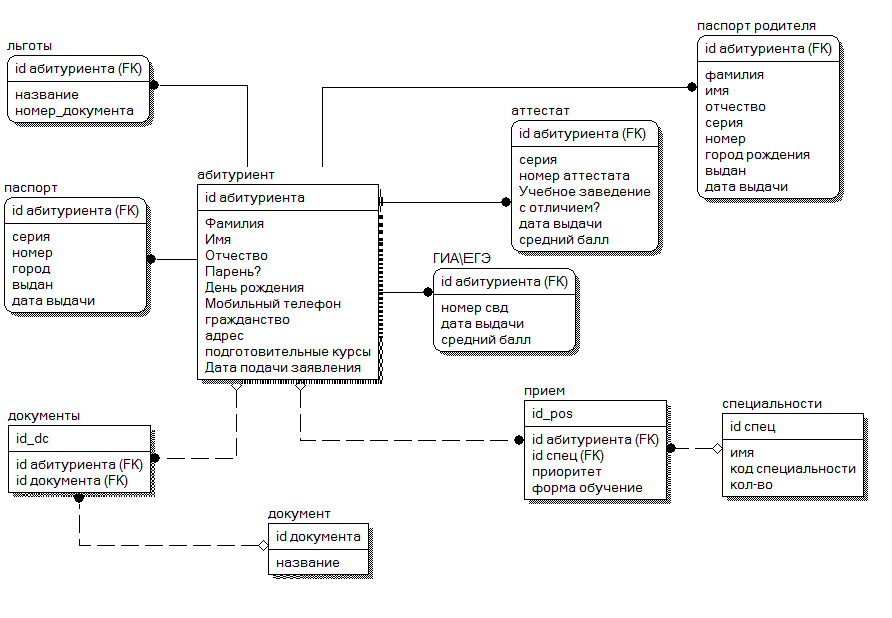 льготы
id абитуриента (FK)
название
номер_документа
паспорт родителя
id абитуриента (FK)
фамилия
имя
отчество
серия
номер
город рождения
выдан
дата выдачи
аттестат
id абитуриента (FK)
серия
номер аттестата
Учебное заведение
с отличием?
дата выдачи
средний балл
абитуриент
id абитуриента
Фамилия
Имя
Отчество
Парень?
День рождения
Мобильный телефон
гражданство
адрес
подготовительные курсы
Дата подачи заявления
паспорт
id абитуриента (FK)
серия
номер
город
выдан
дата выдачи
ГИА\ЕГЭ
id абитуриента (FK)
номер свд
дата выдачи
средний балл
документы
id_dc
id абитуриента (FK)
id документа (FK)
прием
id_pos
id абитуриента (FK)
id спец (FK)
приоритет
форма обучение
специальности
id спец
имя
код специальности
кол-во
документ
id документа
название